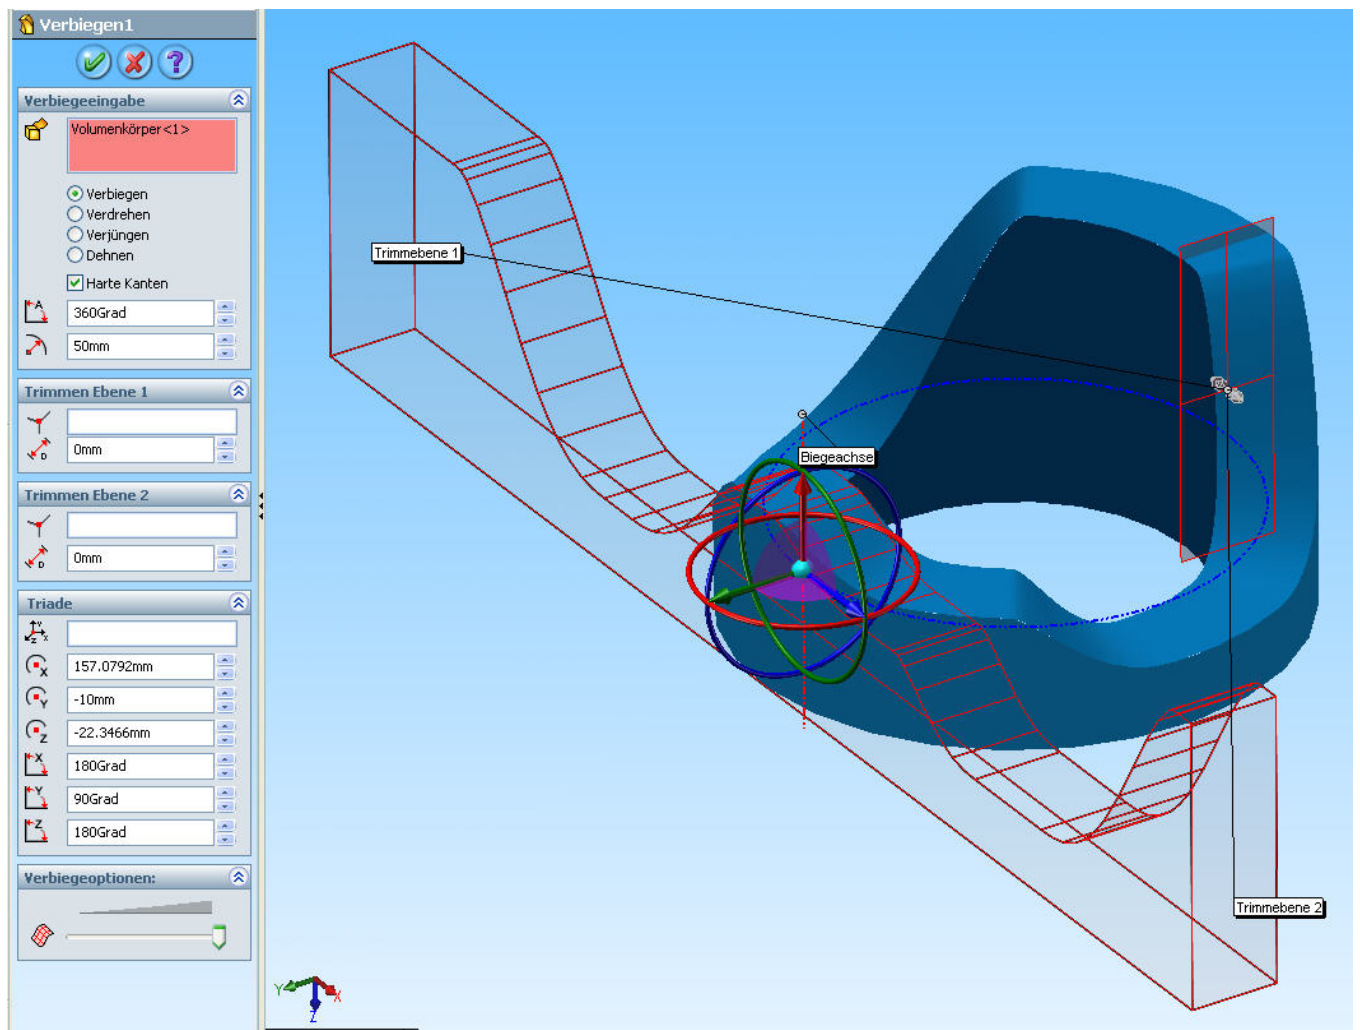 Verbiegen1
Verbiegeeingabe
Volumenkörper<1>
Verbiegen
Verdrehen
Verjüngen
Dehnen
Harte Kanten
360Grad
50mm
Trimmen Ebene 1
0mm
Trimmen Ebene 2
0mm
Triade
157.0792mm
-10mm
-22.3466mm
180Grad
90Grad
180Grad
Verbiegeoptionen:
Trimmebene 1
Biegeachse
Trimmebene 2
Y
X
Z